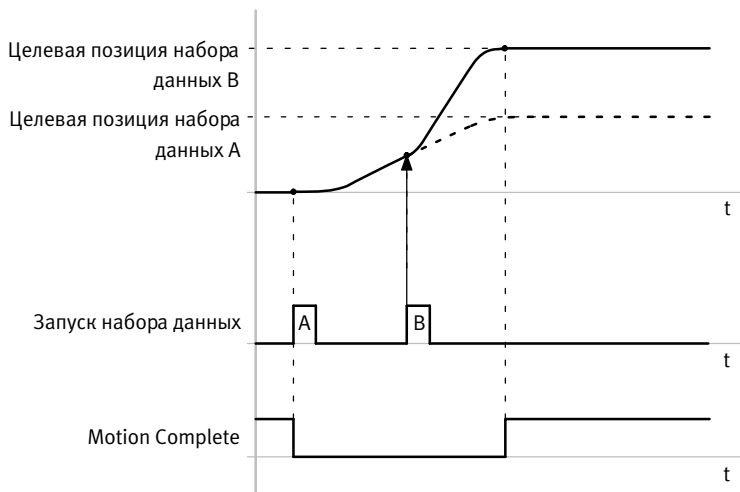 Целевая позиция набора
данных B
Целевая позиция набора
данных A
t
Запуск набора данных
A
B
t
Motion Complete
t